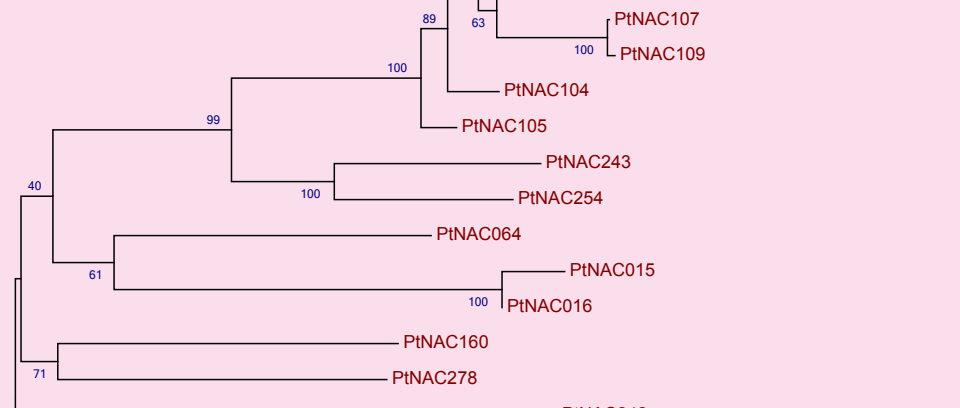 89
63
PtNAC107
100
PtNAC109
100
PtNAC104
99
PtNAC105
PtNAC243
40
100
PtNAC254
PtNAC064
61
PtNAC015
100
PtNAC016
PtNAC160
71
PtNAC278